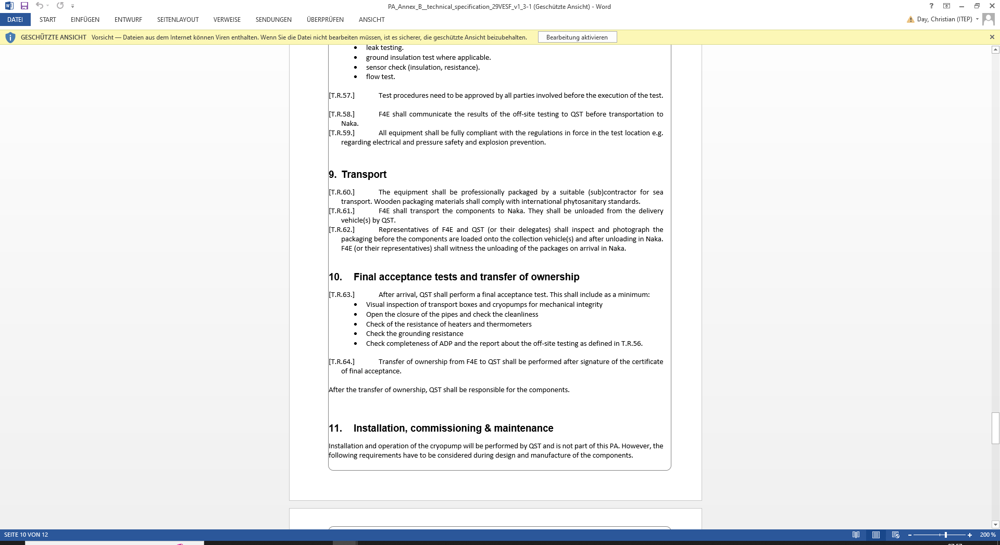 PA_Annex_B__technical_specification_29VESF_v1_3-1 (Geschützte Ansicht) - Word
?
DATEI START EINFÜGEN ENTWURF SEITENLAYOUT VERWEISE SENDUNGEN ÜBERPRÜFEN ANSICHT Day, Christian (ITEP)
GESCHÜTZTE ANSICHT Vorsicht — Dateien aus dem Internet können Viren enthalten. Wenn Sie die Datei nicht bearbeiten müssen, ist es sicherer, die geschützte Ansicht beizubehalten. Bearbeitung aktivieren
• leak testing.
• ground insulation test where applicable.
• sensor check (insulation, resistance).
• flow test.
[T.R.57.] Test procedures need to be approved by all parties involved before the execution of the test.
[T.R.58.] F4E shall communicate the results of the off-site testing to QST before transportation to
Naka.
[T.R.59.] All equipment shall be fully compliant with the regulations in force in the test location e.g.
regarding electrical and pressure safety and explosion prevention.
9. Transport
[T.R.60.] The equipment shall be professionally packaged by a suitable (sub)contractor for sea
transport. Wooden packaging materials shall comply with international phytosanitary standards.
[T.R.61.] F4E shall transport the components to Naka. They shall be unloaded from the delivery
vehicle(s) by QST.
[T.R.62.] Representatives of F4E and QST (or their delegates) shall inspect and photograph the
packaging before the components are loaded onto the collection vehicle(s) and after unloading in Naka.
F4E (or their representatives) shall witness the unloading of the packages on arrival in Naka.
10. Final acceptance tests and transfer of ownership
[T.R.63.] After arrival, QST shall perform a final acceptance test. This shall include as a minimum:
• Visual inspection of transport boxes and cryopumps for mechanical integrity
• Open the closure of the pipes and check the cleanliness
• Check of the resistance of heaters and thermometers
• Check the grounding resistance
• Check completeness of ADP and the report about the off-site testing as defined in T.R.56.
[T.R.64.] Transfer of ownership from F4E to QST shall be performed after signature of the certificate
of final acceptance.
After the transfer of ownership, QST shall be responsible for the components.
11. Installation, commissioning & maintenance
Installation and operation of the cryopump will be performed by QST and is not part of this PA. However, the
following requirements have to be considered during design and manufacture of the components.
SEITE 10 VON 12 200 %